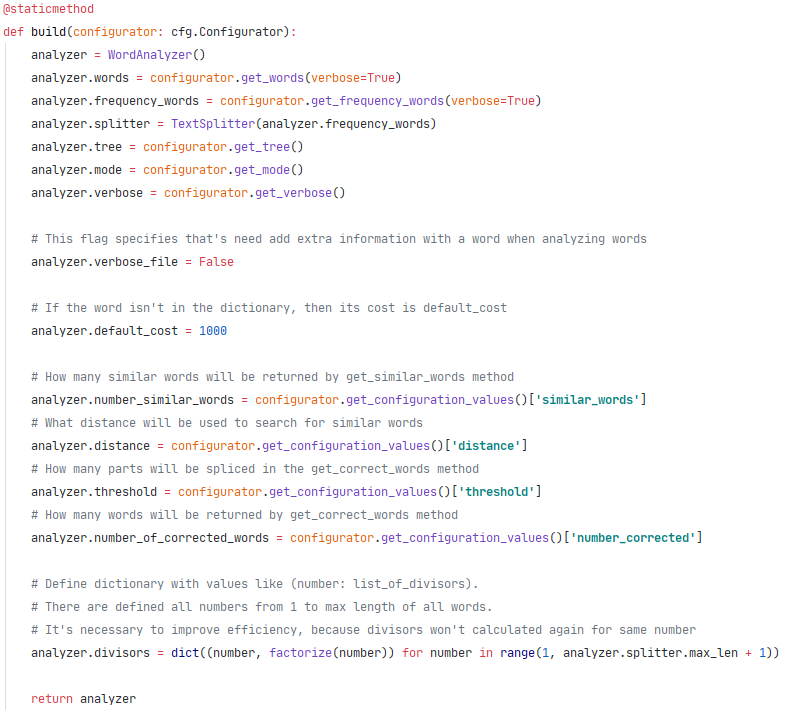 @staticmethod
def build(configurator: cfg.Configurator):
    analyzer = WordAnalyzer()
    analyzer.words = configurator.get_words(verbose=True)
    analyzer.frequency_words = configurator.get_frequency_words(verbose=True)
    analyzer.splitter = TextSplitter(analyzer.frequency_words)
    analyzer.tree = configurator.get_tree()
    analyzer.mode = configurator.get_mode()
    analyzer.verbose = configurator.get_verbose()

    # This flag specifies that's need add extra information with a word when analyzing words
    analyzer.verbose_file = False

    # If the word isn't in the dictionary, then its cost is default_cost
    analyzer.default_cost = 1000

    # How many similar words will be returned by get_similar_words method
    analyzer.number_similar_words = configurator.get_configuration_values()['similar_words']
    # What distance will be used to search for similar words
    analyzer.distance = configurator.get_configuration_values()['distance']
    # How many parts will be spliced in the get_correct_words method
    analyzer.threshold = configurator.get_configuration_values()['threshold']
    # How many words will be returned by get_correct_words method
    analyzer.number_of_corrected_words = configurator.get_configuration_values()['number_corrected']

    # Define dictionary with values like (number: list_of_divisors).
    # There are defined all numbers from 1 to max length of all words.
    # It's necessary to improve efficiency, because divisors won't calculated again for same number
    analyzer.divisors = dict((number, factorize(number)) for number in range(1, analyzer.splitter.max_len + 1))

    return analyzer